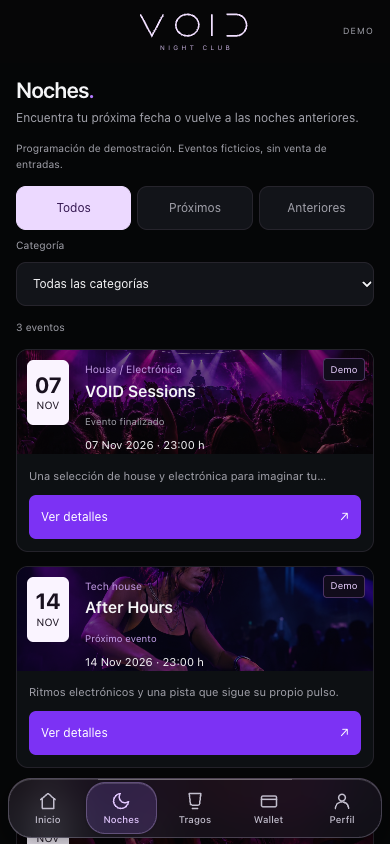 VOID
NIGHT CLUB
DEMO
Noches.
Encuentra tu próxima fecha o vuelve a las noches anteriores.
Programación de demostración. Eventos ficticios, sin venta de
entradas.
Todos
Próximos
Anteriores
Categoría
Todas las categorías
3 eventos
07
NOV
House / Electrónica
Demo
VOID Sessions
Evento finalizado
07 Nov 2026 · 23:00 h
Una selección de house y electrónica para imaginar tu...
Ver detalles ↗
14
NOV
Tech house
Demo
After Hours
Próximo evento
14 Nov 2026 · 23:00 h
Ritmos electrónicos y una pista que sigue su propio pulso.
Ver detalles ↗
Inicio
Noches
Tragos
Wallet
Perfil
NOV